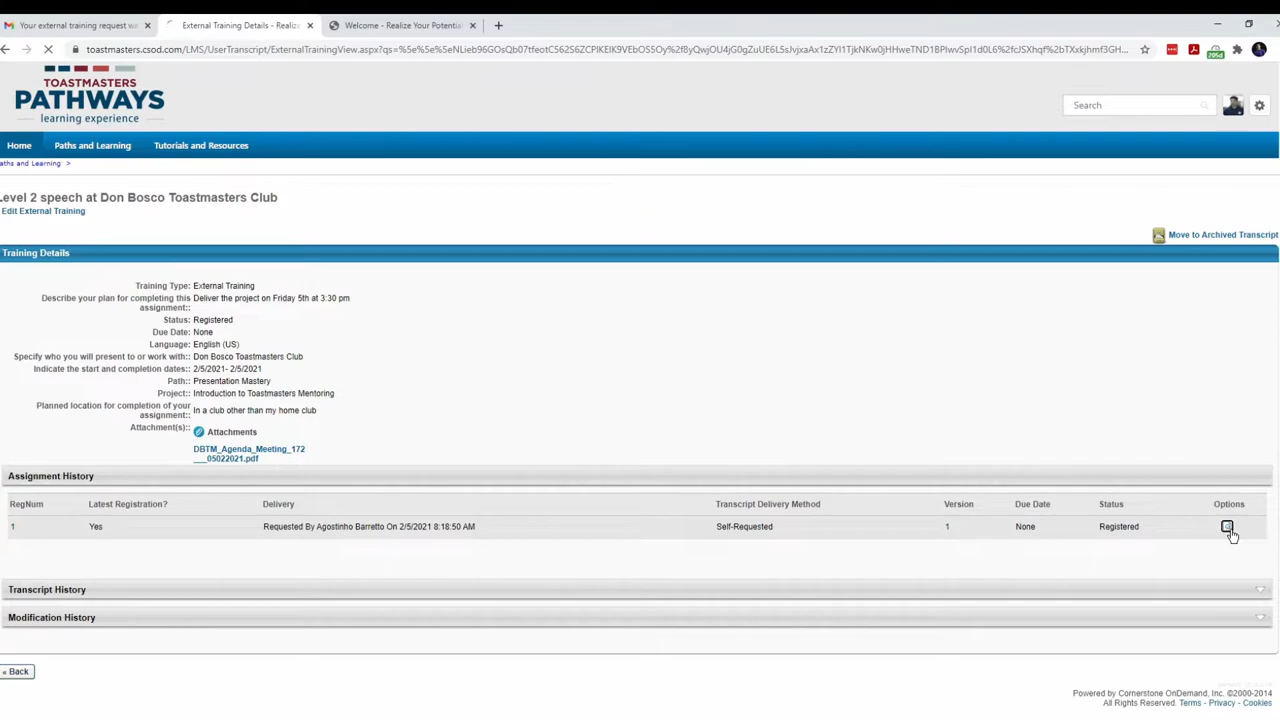 Your external training request wa
External Training Details - Realize
Welcome - Realize Your Potential
toastmasters.csod.com/LMS/UserTranscript/ExternalTrainingView.aspx?qs=
205d
TOASTMASTERS
PATHWAYS
learning experience
Search
Home
Paths and Learning
Tutorials and Resources
aths and Learning >
Level 2 speech at Don Bosco Toastmasters Club
Edit External Training
Move to Archived Transcript
Training Details
Training Type: External Training
Describe your plan for completing this Deliver the project on Friday 5th at 3:30 pm
assignment::
Status: Registered
Due Date: None
Language: English (US)
Specify who you will present to or work with:: Don Bosco Toastmasters Club
Indicate the start and completion dates:: 2/5/2021- 2/5/2021
Path:: Presentation Mastery
Project:: Introduction to Toastmasters Mentoring
Planned location for completion of your In a club other than my home club
assignment::
Attachment(s):: Attachments
DBTM_Agenda_Meeting_172
___05022021.pdf
Assignment History
RegNum Latest Registration? Delivery Transcript Delivery Method Version Due Date Status Options
1 Yes Requested By Agostinho Barretto On 2/5/2021 8:18:50 AM Self-Requested 1 None Registered
Transcript History
Modification History
« Back
Powered by Cornerstone OnDemand, Inc. ©2000-2014
All Rights Reserved. Terms - Privacy - Cookies